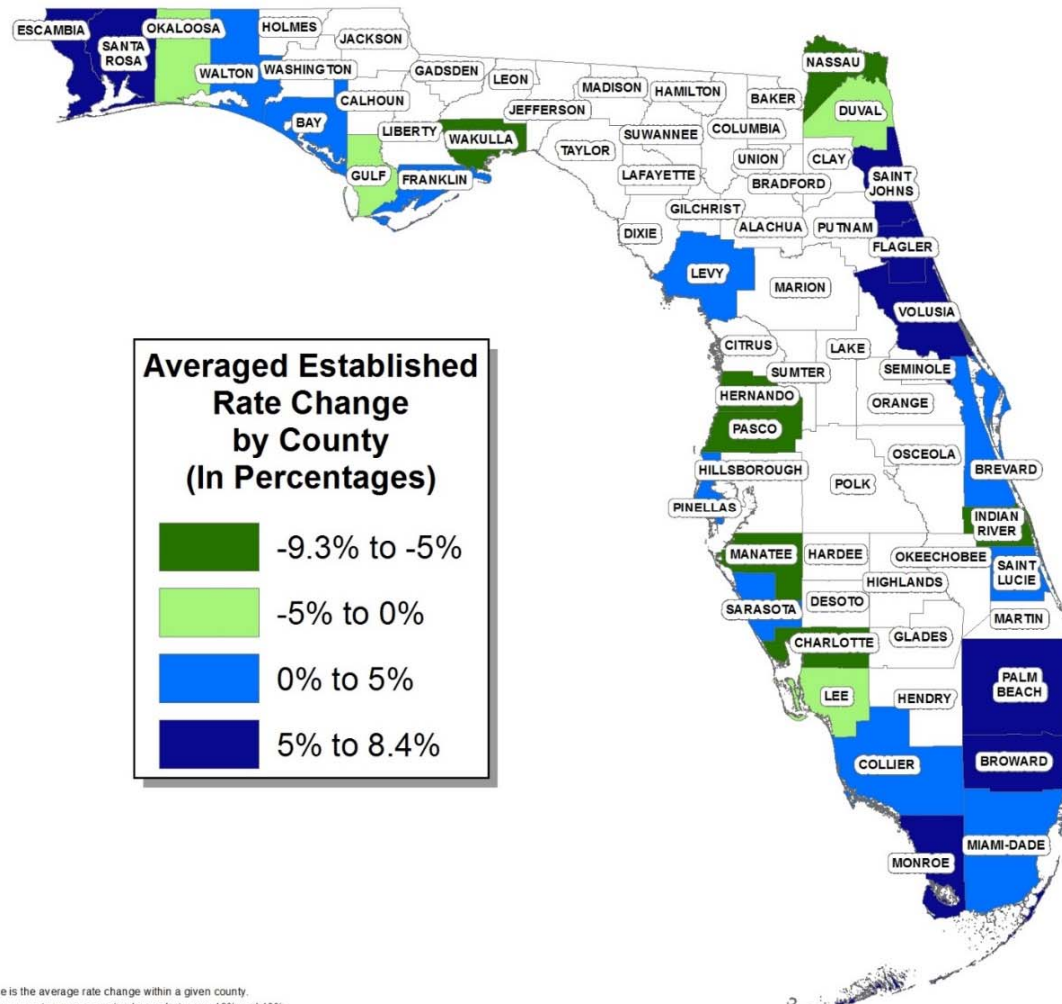 ESCAMBIA
SANTA
ROSA
OKALOOSA
WALTON
HOLMES
WASHINGTON
JACKSON
BAY
CALHOUN
GULF
GADSDEN
LIBERTY
LEON
WAKULLA
FRANKLIN
JEFFERSON
MADISON
TAYLOR
HAMILTON
SUWANNEE
LAFAYETTE
DIXIE
COLUMBIA
GILCHRIST
BAKER
UNION
BRADFORD
ALACHUA
NASSAU
DUVAL
CLAY
SAINT
JOHNS
PUTNAM
FLAGLER
LEVY
MARION
VOLUSIA
CITRUS
SUMTER
LAKE
SEMINOLE
HERNANDO
ORANGE
PASCO
OSCEOLA
BREVARD
HILLSBOROUGH
POLK
PINELLAS
INDIAN
RIVER
MANATEE
HARDEE
OKEECHOBEE
SAINT
LUCIE
HIGHLANDS
SARASOTA
DESOTO
MARTIN
CHARLOTTE
GLADES
LEE
HENDRY
PALM
BEACH
COLLIER
BROWARD
MONROE
MIAMI-DADE
Averaged Established
Rate Change
by County
(In Percentages)
-9.3% to -5%
-5% to 0%
0% to 5%
5% to 8.4%
e is the average rate change within a given county.